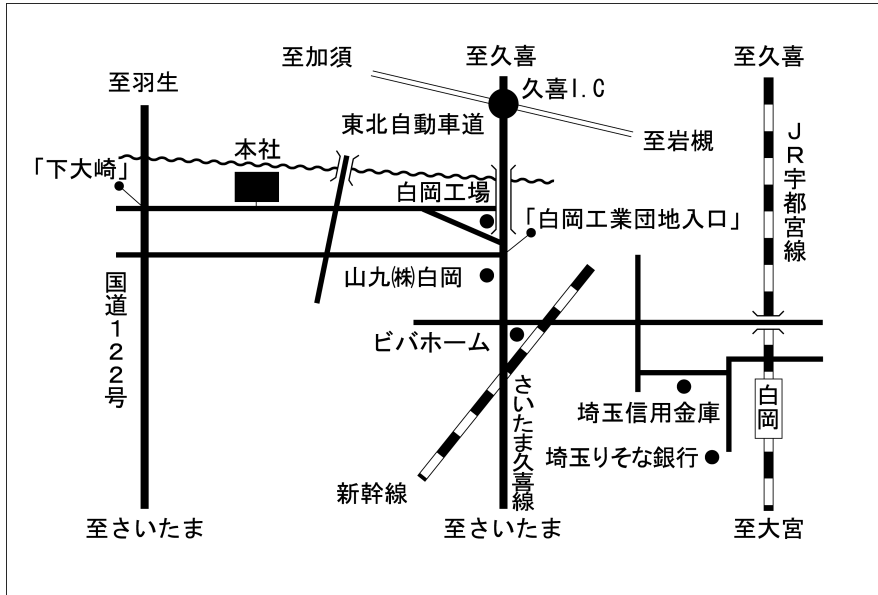 至加須
至久喜
至久喜
至羽生
久喜I.C
東北自動車道
至岩槻
本社
「下大崎」
白岡工場
「白岡工業団地入口」
JR宇都宮線
山九㈱白岡
国道122号
ビバホーム
さいたま久喜線
白岡
埼玉信用金庫
埼玉りそな銀行
新幹線
至さいたま
至さいたま
至大宮